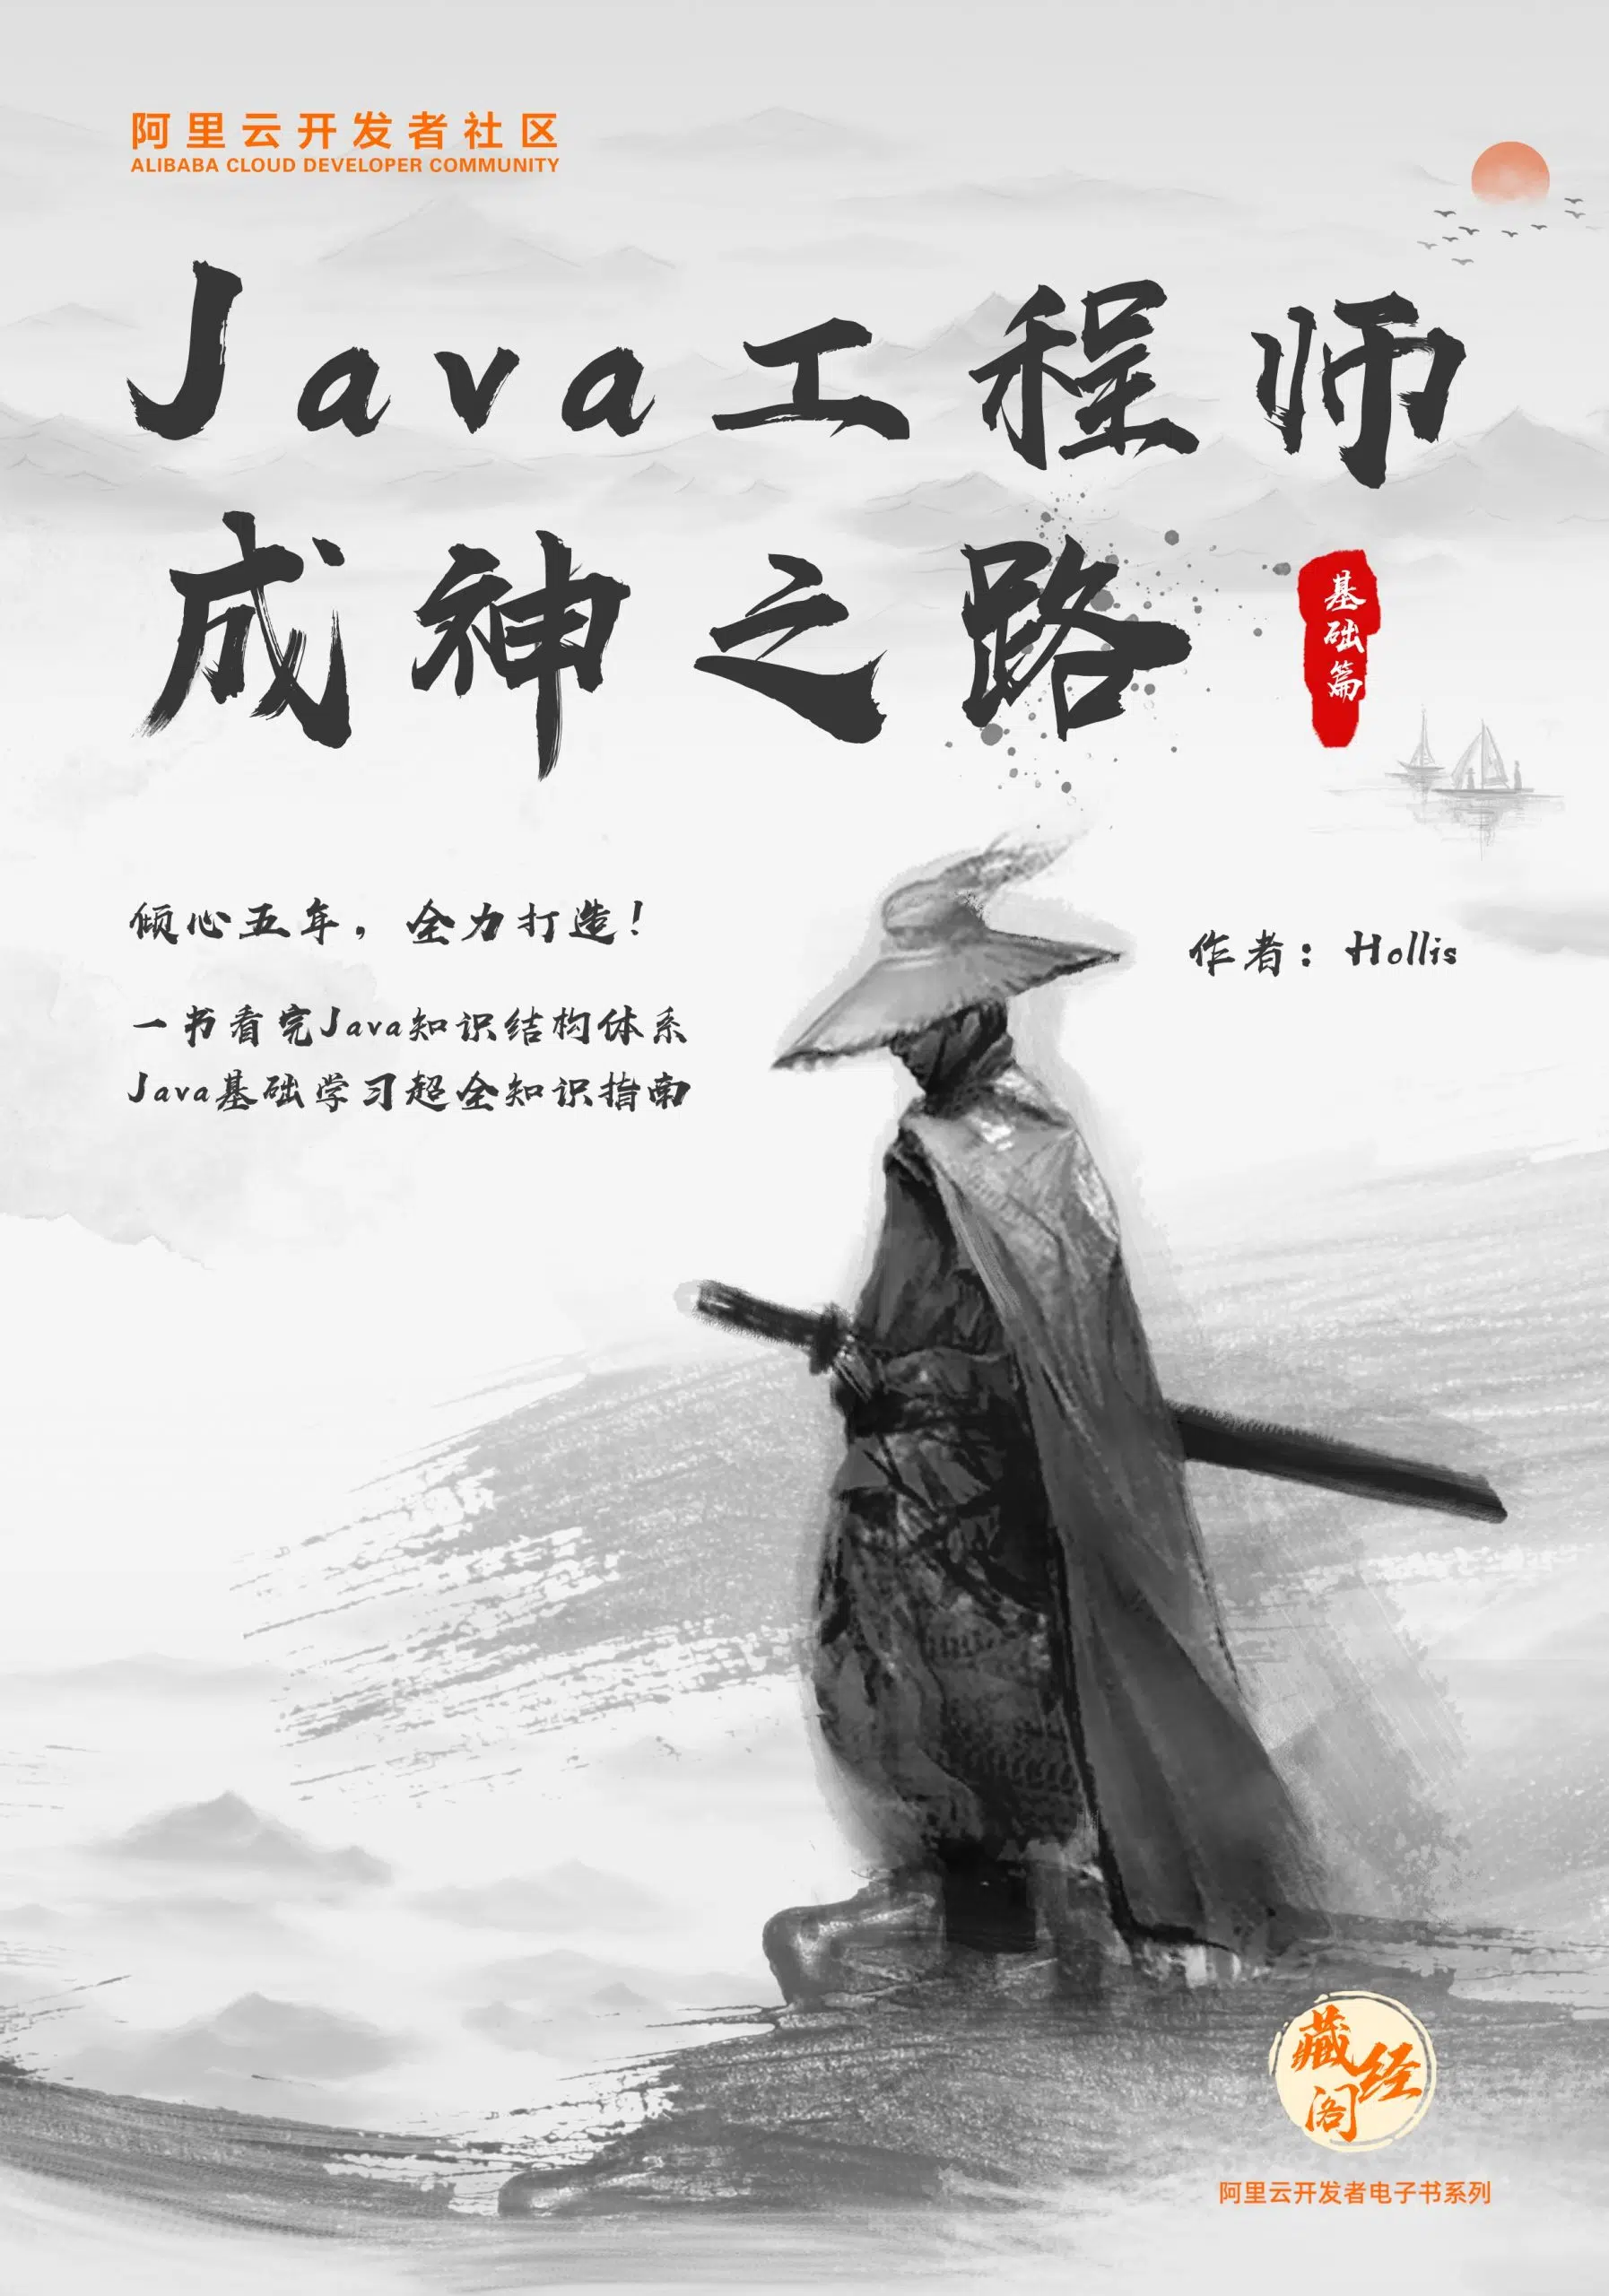 阿里云开发者社区
ALIBABA CLOUD DEVELOPER COMMUNITY
Java工程师
成神之路
基础篇
倾心五年，全力打造！
作者：Hollis
一书看完Java知识结构体系
Java基础学习超全知识指南
藏经阁
阿里云开发者电子书系列